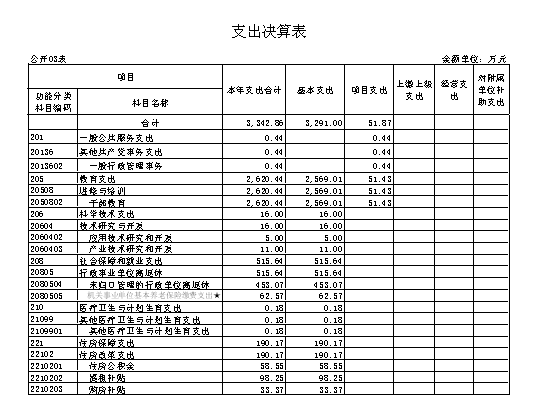 支出决算表
公开03表 金额单位：万元
项目 本年支出合计 基本支出 项目支出 上缴上级支出 经营支出 对附属单位补助支出
功能分类科目编码 科目名称
合计 3,342.86 3,291.00 51.87
201 一般公共服务支出 0.44 0.44
20136 其他共产党事务支出 0.44 0.44
2013602 一般行政管理事务 0.44 0.44
205 教育支出 2,620.44 2,569.01 51.43
20508 进修与培训 2,620.44 2,569.01 51.43
2050802 干部教育 2,620.44 2,569.01 51.43
206 科学技术支出 16.00 16.00
20604 技术研究与开发 16.00 16.00
2060402 应用技术研究和开发 5.00 5.00
2060403 产业技术研究和开发 11.00 11.00
208 社会保障和就业支出 515.64 515.64
20805 行政事业单位离退休 515.64 515.64
2080504 未归口管理的行政单位离退休 453.07 453.07
2080505 机关事业单位基本养老保险缴费支出★ 62.57 62.57
210 医疗卫生与计划生育支出 0.18 0.18
21099 其他医疗卫生与计划生育支出 0.18 0.18
2109901 其他医疗卫生与计划生育支出 0.18 0.18
221 住房保障支出 190.17 190.17
22102 住房改革支出 190.17 190.17
2210201 住房公积金 58.55 58.55
2210202 提租补贴 98.25 98.25
2210203 购房补贴 33.37 33.37